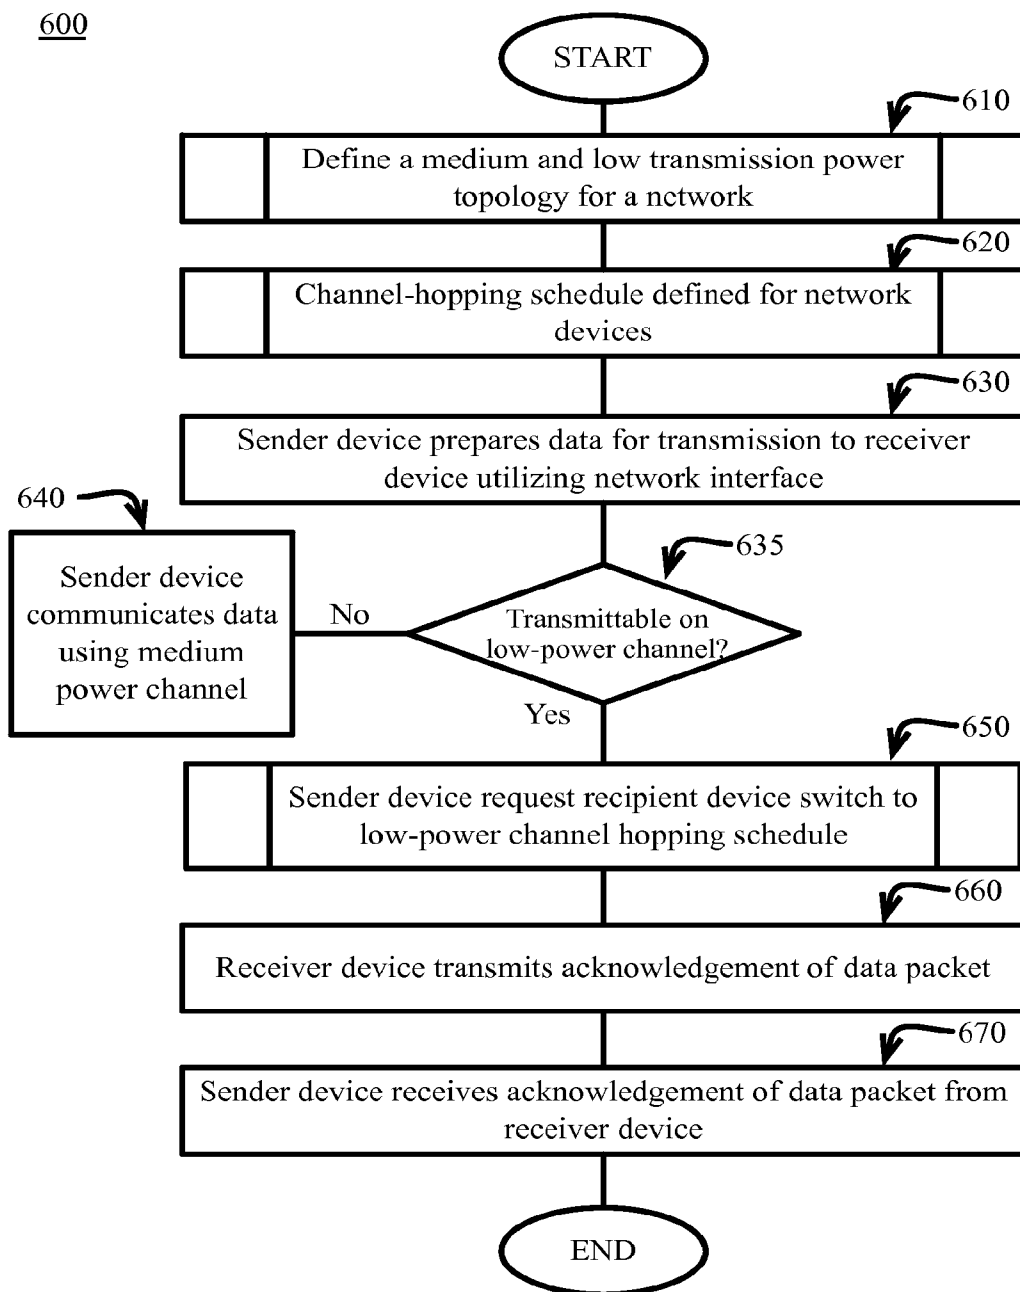 600
START
610
Define a medium and low transmission power
topology for a network
620
Channel-hopping schedule defined for network
devices
630
Sender device prepares data for transmission to receiver
device utilizing network interface
640
635
Sender device
communicates data
using medium
power channel
No
Transmittable on
low-power channel?
Yes
650
Sender device request recipient device switch to
low-power channel hopping schedule
660
Receiver device transmits acknowledgement of data packet
670
Sender device receives acknowledgement of data packet from
receiver device
END